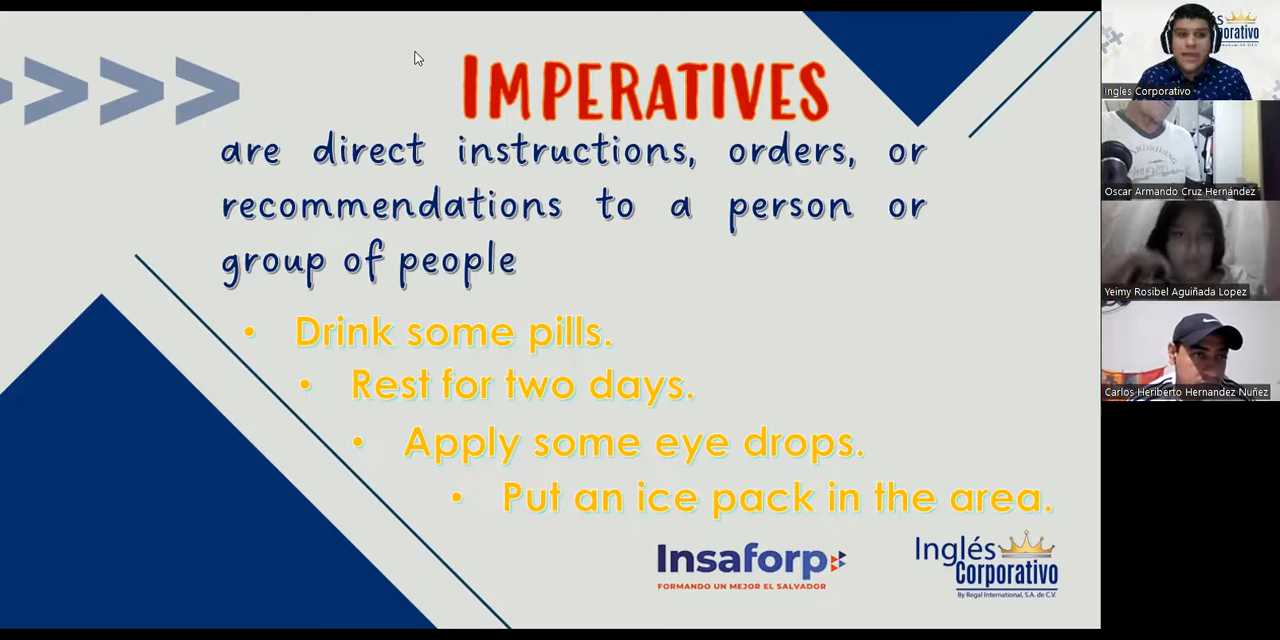 IMPERATIVES
are direct instructions, orders, or
recommendations to a person or
group of people
• Drink some pills.
• Rest for two days.
• Apply some eye drops.
• Put an ice pack in the area.
Insaforp
FORMANDO UN MEJOR EL SALVADOR
Inglés
Corporativo
By Regal International, S.A. de C.V.
Ingles Corporativo
Oscar Armando Cruz Hernández
Yeimy Rosibel Aguiñada Lopez
Carlos Heriberto Hernandez Nuñez